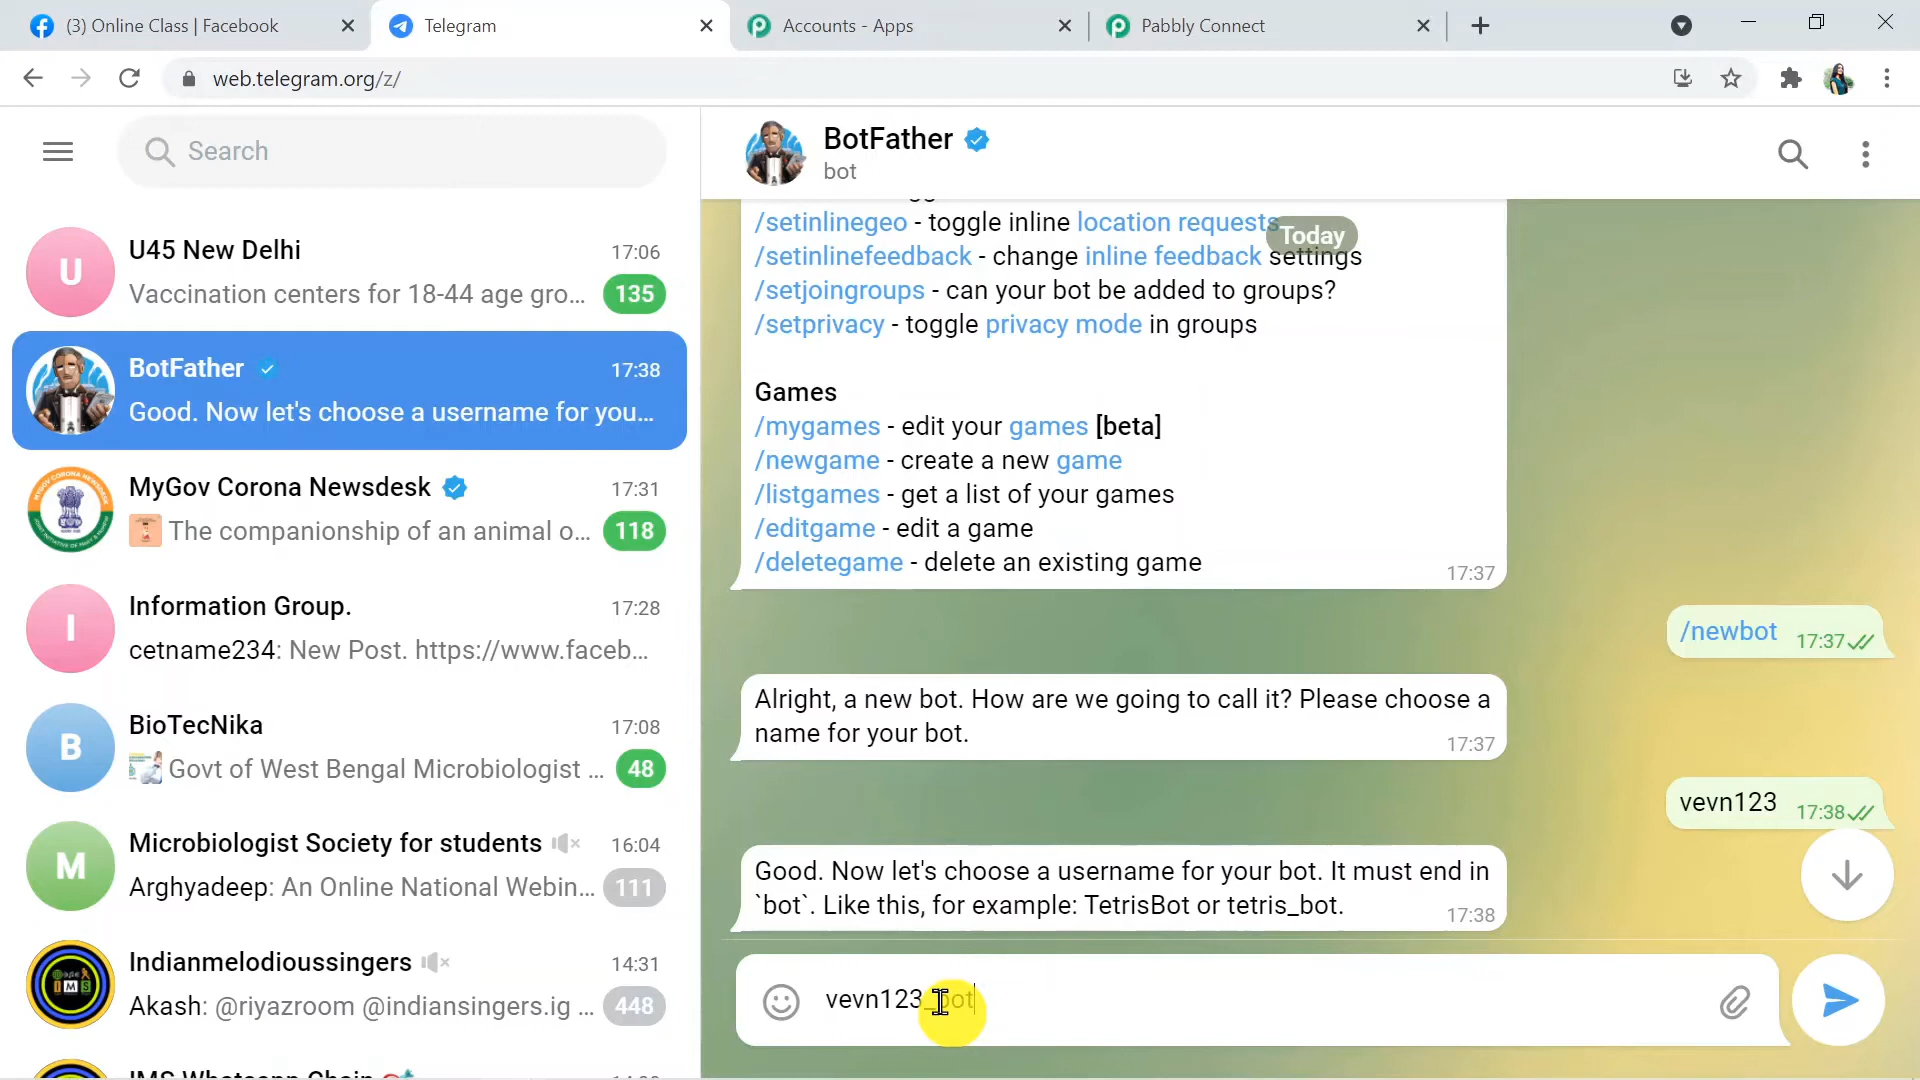 (3) Online Class | Facebook
Telegram
Accounts - Apps
Pabbly Connect
web.telegram.org/z/
Search
U45 New Delhi
17:06
Vaccination centers for 18-44 age gro...
135
BotFather
17:38
Good. Now let's choose a username for you...
MyGov Corona Newsdesk
17:31
The companionship of an animal o...
118
Information Group.
17:28
cetname234: New Post. https://www.faceb...
BioTecNika
17:08
Govt of West Bengal Microbiologist ...
48
Microbiologist Society for students
16:04
Arghyadeep: An Online National Webin...
111
Indianmelodioussingers
14:31
Akash: @riyazroom @indiansingers.ig ...
448
U
I
B
M
IMS
BotFather
bot
/setinlinegeo - toggle inline location requests
Today
/setinlinefeedback - change inline feedback settings
/setjoingroups - can your bot be added to groups?
/setprivacy - toggle privacy mode in groups
Games
/mygames - edit your games [beta]
/newgame - create a new game
/listgames - get a list of your games
/editgame - edit a game
/deletegame - delete an existing game
17:37
/newbot 17:37
Alright, a new bot. How are we going to call it? Please choose a
name for your bot.
17:37
vevn123 17:38
Good. Now let's choose a username for your bot. It must end in
`bot`. Like this, for example: TetrisBot or tetris_bot.
17:38
vevn123_bot